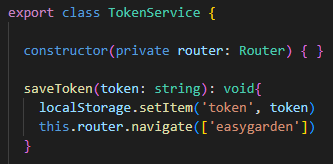 export class TokenService {
constructor(private router: Router) { }
saveToken(token: string): void{
localStorage.setItem('token', token)
this.router.navigate(['easygarden'])
}